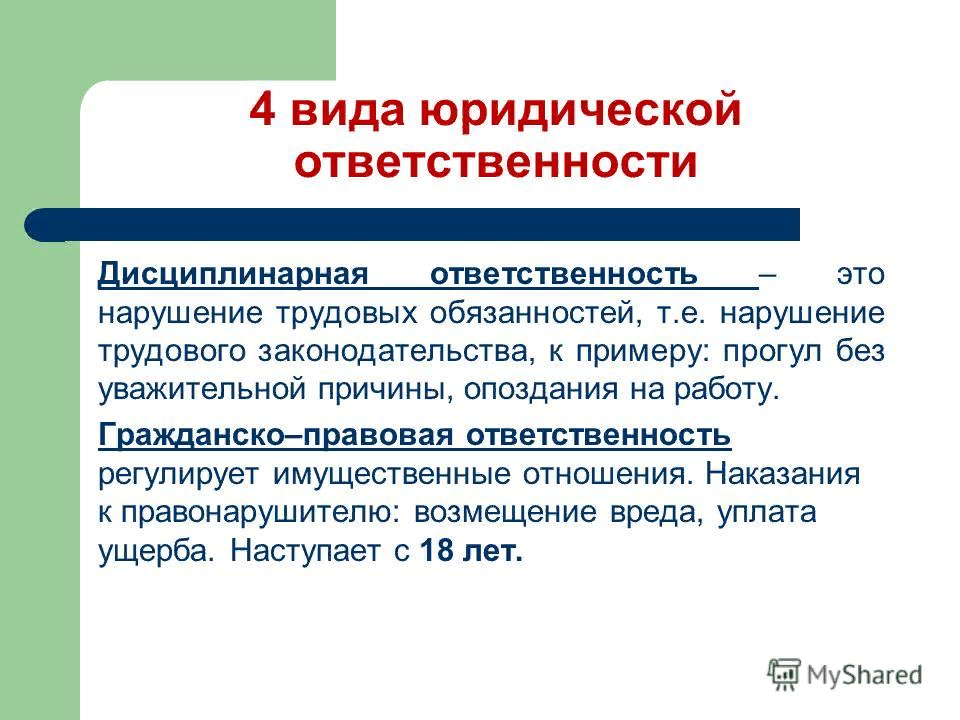 4 вида юридической
ответственности
Дисциплинарная ответственность – это
нарушение трудовых обязанностей, т.е. нарушение
трудового законодательства, к примеру: прогул без
уважительной причины, опоздания на работу.
Гражданско–правовая ответственность
регулирует имущественные отношения. Наказания
к правонарушителю: возмещение вреда, уплата
ущерба. Наступает с 18 лет.
MyShared